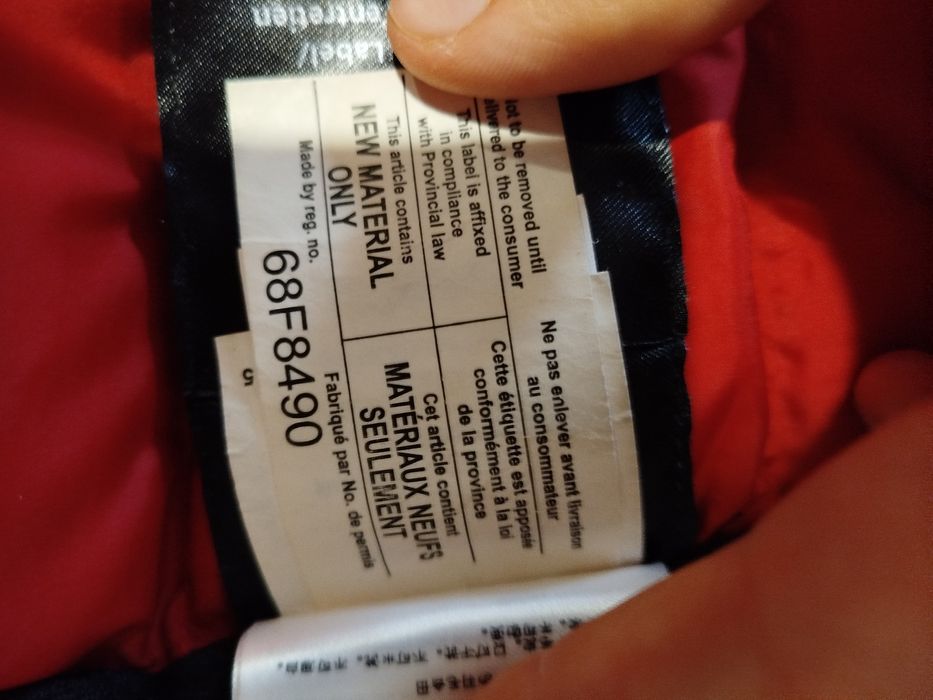 entretien
Label/
Not to be removed until
delivered to the consumer
Ne pas enlever avant livraison
au consommateur
This label is affixed
in compliance
with Provincial law
Cette étiquette est apposée
conformément à la loi
de la province
This article contains
NEW MATERIAL
ONLY
Cet article contient
MATÉRIAUX NEUFS
SEULEMENT
Made by reg. no.
Fabriqué par No. de permis
68F8490
5